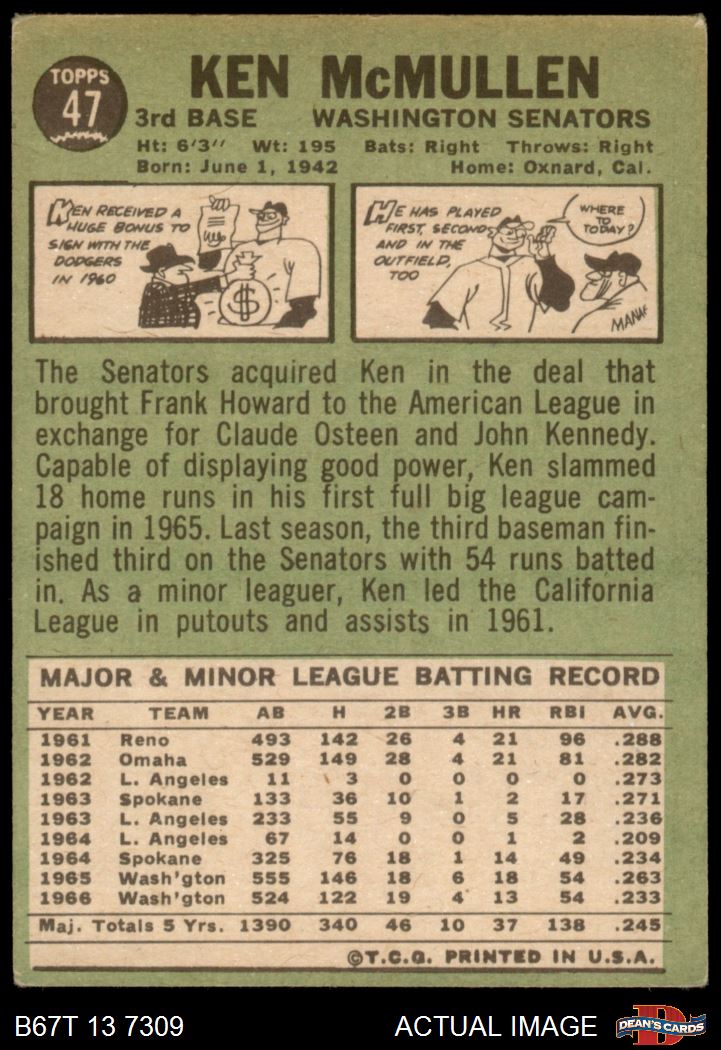 TOPPS
47
KEN McMULLEN
3rd BASE WASHINGTON SENATORS
Ht: 6'3" Wt: 195 Bats: Right Throws: Right
Born: June 1, 1942 Home: Oxnard, Cal.
KEN RECEIVED A
HUGE BONUS TO
SIGN WITH THE
DODGERS
IN 1960
$
HE HAS PLAYED
FIRST, SECOND
AND IN THE
OUTFIELD,
TOO
WHERE
TO
TODAY?
MANAGER
The Senators acquired Ken in the deal that
brought Frank Howard to the American League in
exchange for Claude Osteen and John Kennedy.
Capable of displaying good power, Ken slammed
18 home runs in his first full big league cam-
paign in 1965. Last season, the third baseman fin-
ished third on the Senators with 54 runs batted
in. As a minor leaguer, Ken led the California
League in putouts and assists in 1961.
MAJOR & MINOR LEAGUE BATTING RECORD
YEAR TEAM AB H 2B 3B HR RBI AVG.
1961 Reno 493 142 26 4 21 96 .288
1962 Omaha 529 149 28 4 21 81 .282
1962 L. Angeles 11 3 0 0 0 0 .273
1963 Spokane 133 36 10 1 2 17 .271
1963 L. Angeles 233 55 9 0 5 28 .236
1964 L. Angeles 67 14 0 0 1 2 .209
1964 Spokane 325 76 18 1 14 49 .234
1965 Wash'gton 555 146 18 6 18 54 .263
1966 Wash'gton 524 122 19 4 13 54 .233
Maj. Totals 5 Yrs. 1390 340 46 10 37 138 .245
©T.C.G. PRINTED IN U.S.A.
B67T 13 7309 ACTUAL IMAGE DEAN'S CARDS